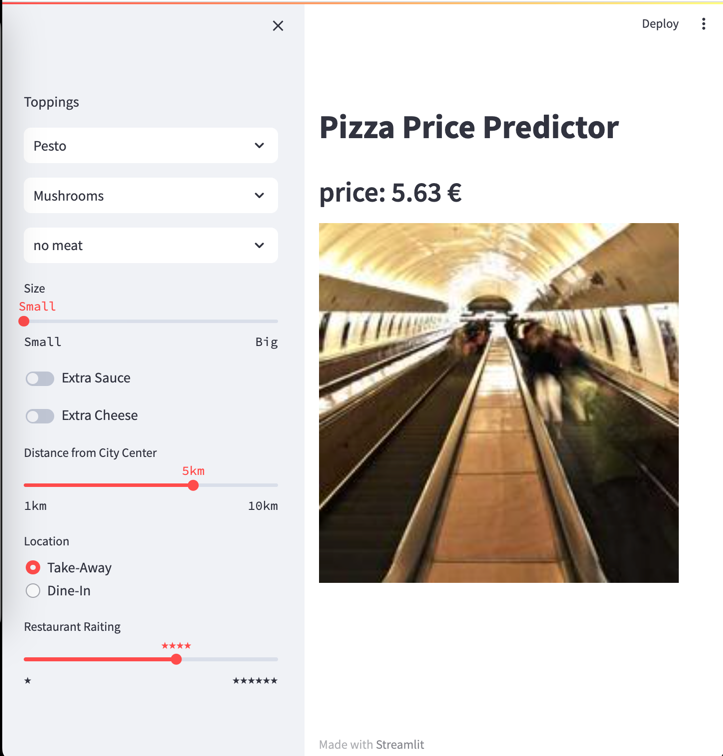 Deploy
Toppings
Pesto
Mushrooms
no meat
Size
Small
Small Big
Extra Sauce
Extra Cheese
Distance from City Center
5km
1km 10km
Location
Take-Away
Dine-In
Restaurant Raiting
★★★★
★ ★★★★★★
Pizza Price Predictor
price: 5.63 €
Made with Streamlit